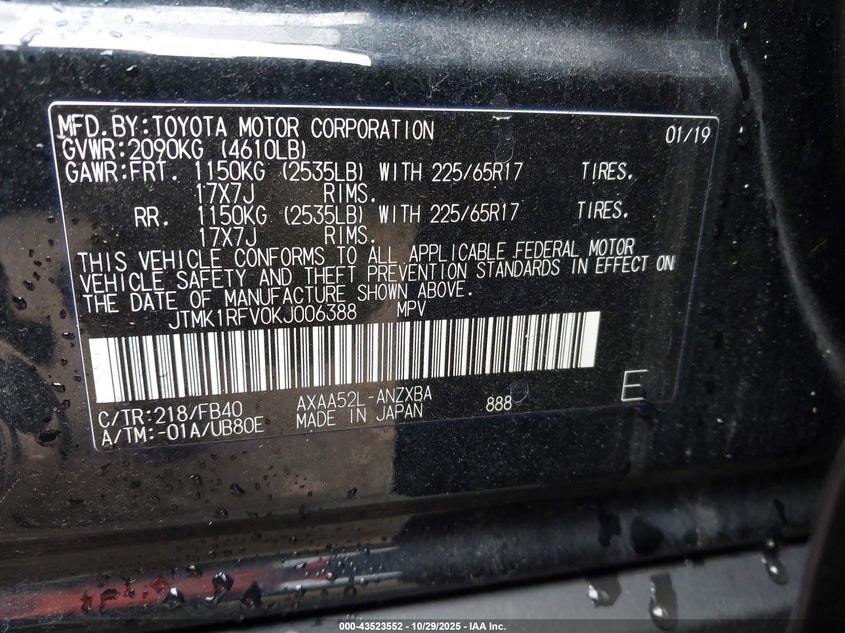 MFD.BY:TOYOTA MOTOR CORPORATION 01/19
GVWR:2090KG (4610LB)
GAWR:FRT. 1150KG (2535LB) WITH 225/65R17 TIRES,
17X7J RIMS.
RR. 1150KG (2535LB) WITH 225/65R17 TIRES,
17X7J RIMS.
THIS VEHICLE CONFORMS TO ALL APPLICABLE FEDERAL MOTOR
VEHICLE SAFETY AND THEFT PREVENTION STANDARDS IN EFFECT ON
THE DATE OF MANUFACTURE SHOWN ABOVE.
JTMK1RFV0KJ006388 MPV
C/TR:218/FB40 AXAA52L-ANZXBA 888 E
A/TM:-01A/UB80E MADE IN JAPAN
000-43523552 | 10/29/2025 - IAA Inc.